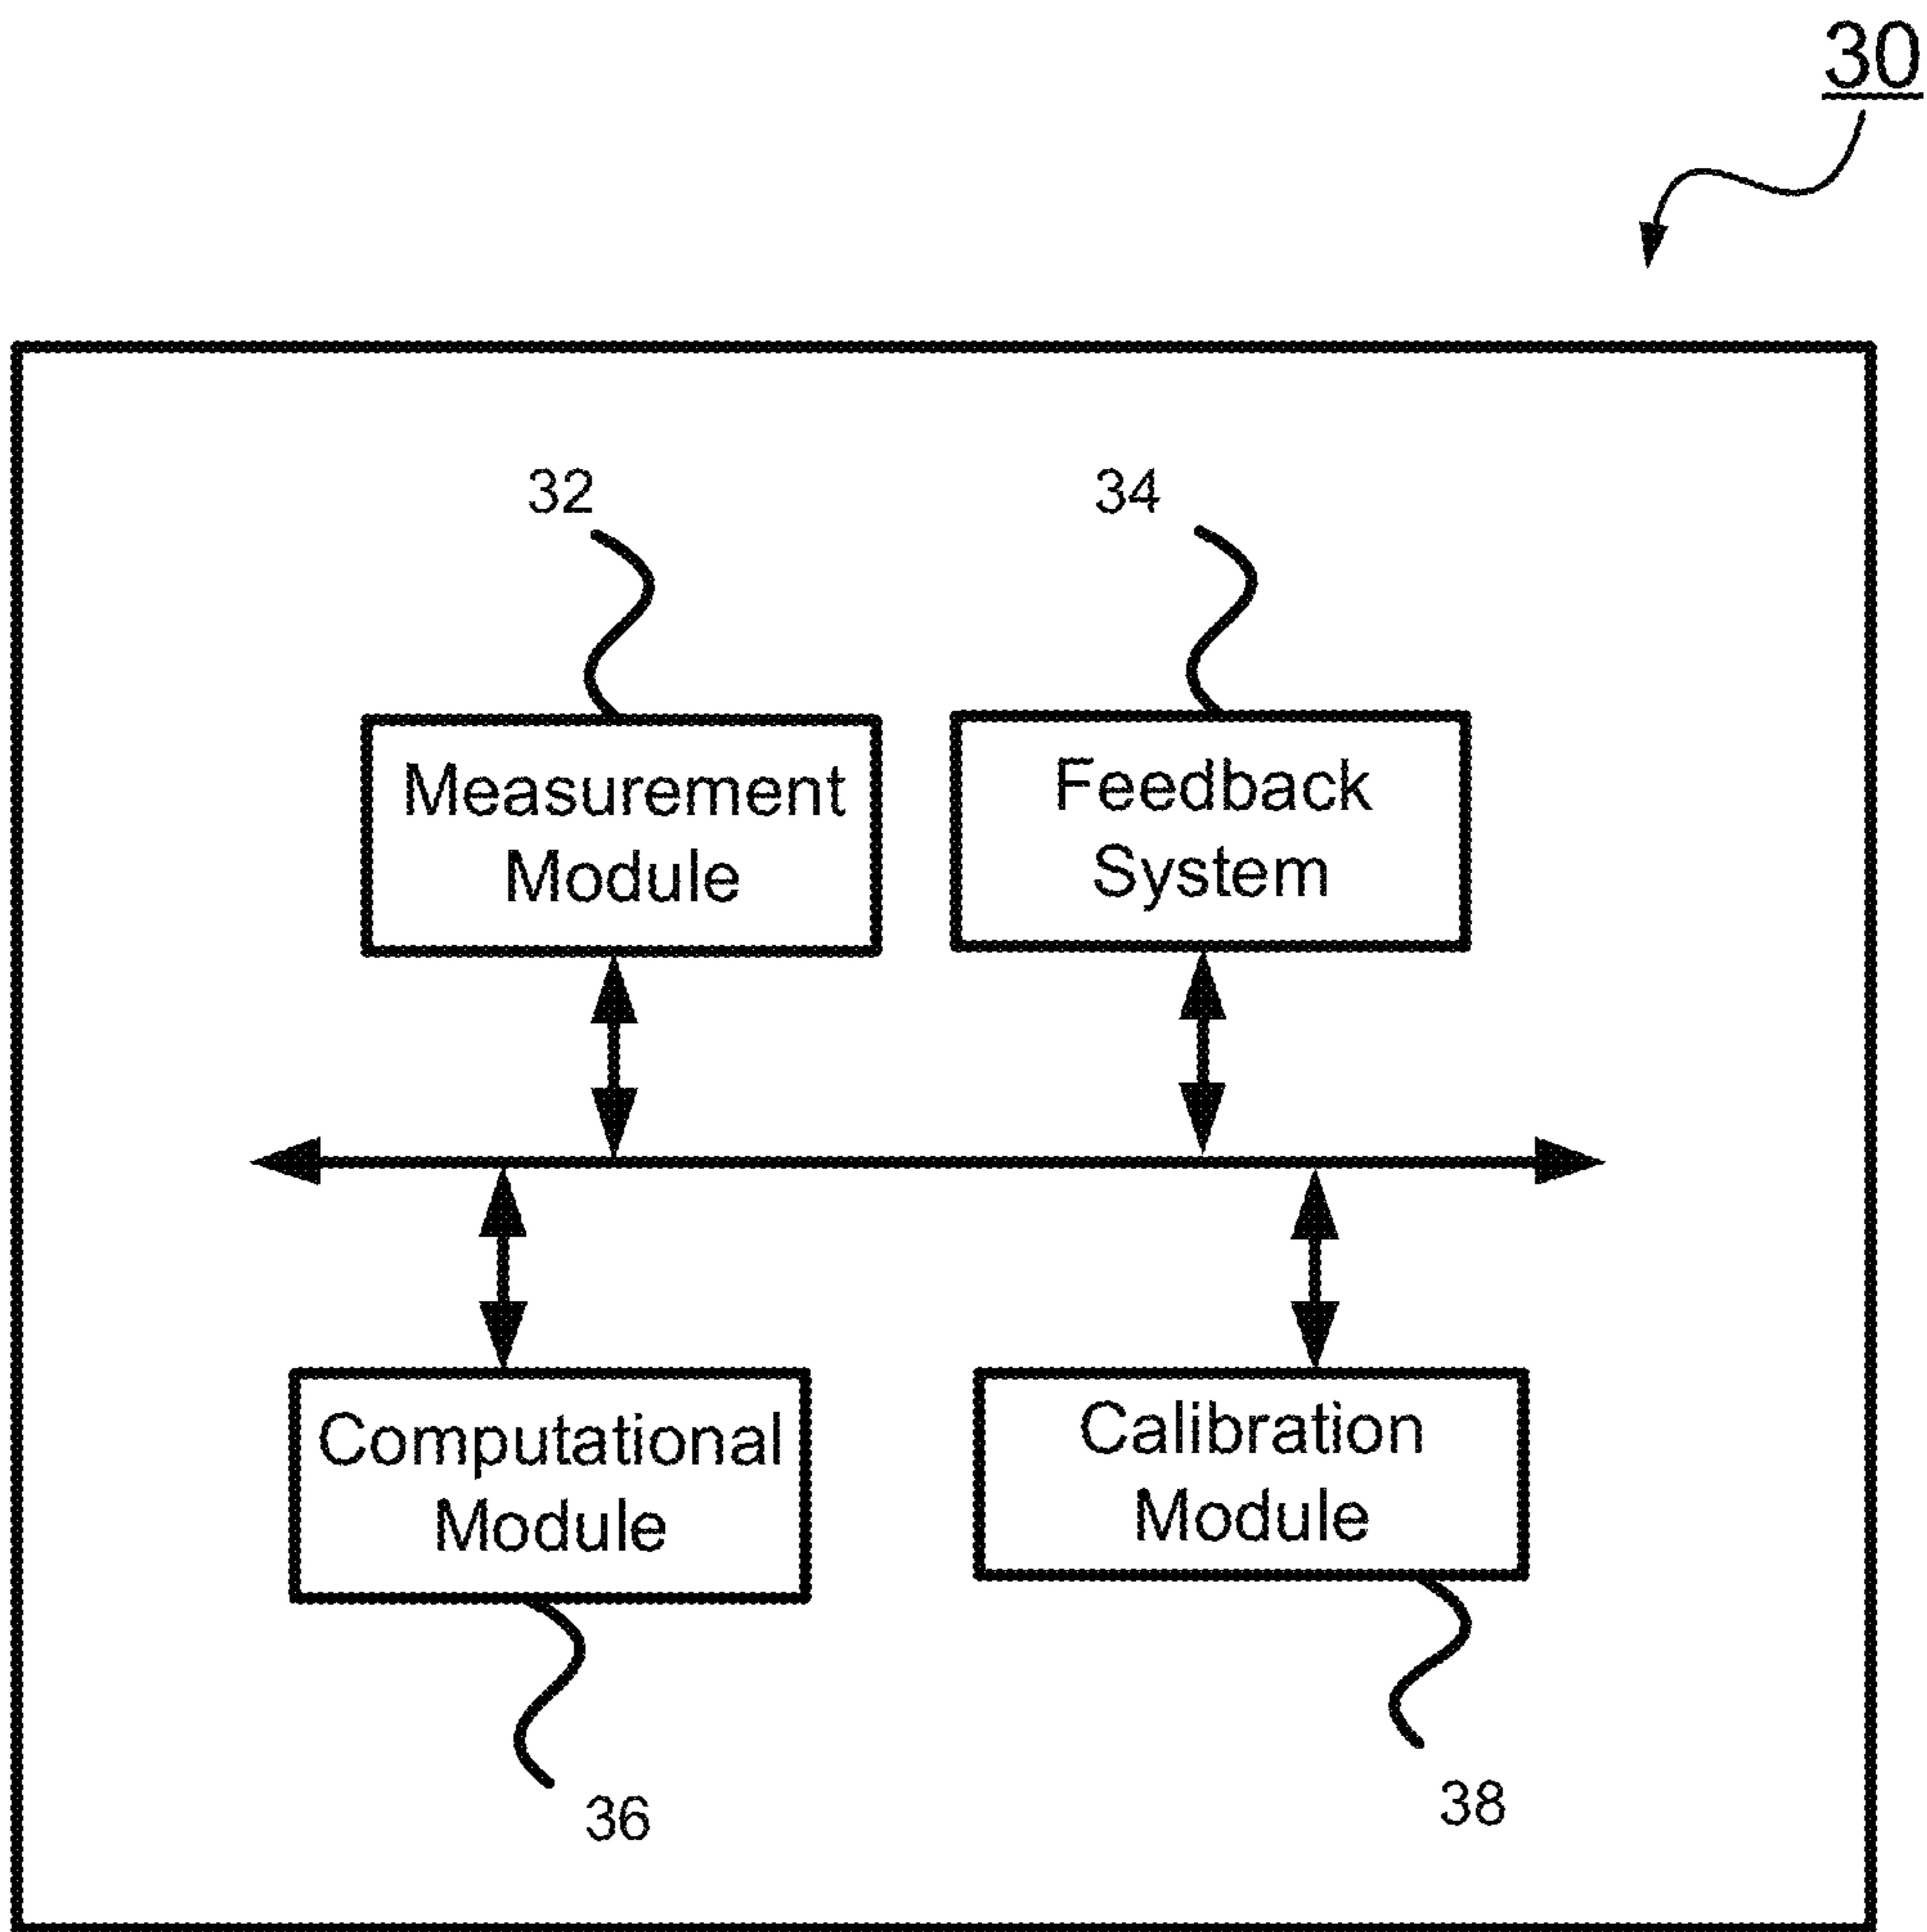 30
32
34
Measurement
Module
Feedback
System
Computational
Module
Calibration
Module
36
38